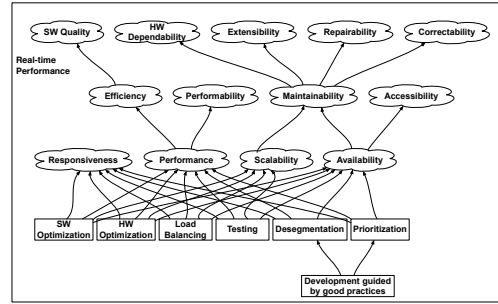 SW Quality
HW
Dependability
Extensibility
Repairability
Correctability
Real-time
Performance
Efficiency
Performability
Maintainability
Accessibility
Responsiveness
Performance
Scalability
Availability
SW
Optimization
HW
Optimization
Load
Balancing
Testing
Desegmentation
Prioritization
Development guided
by good practices